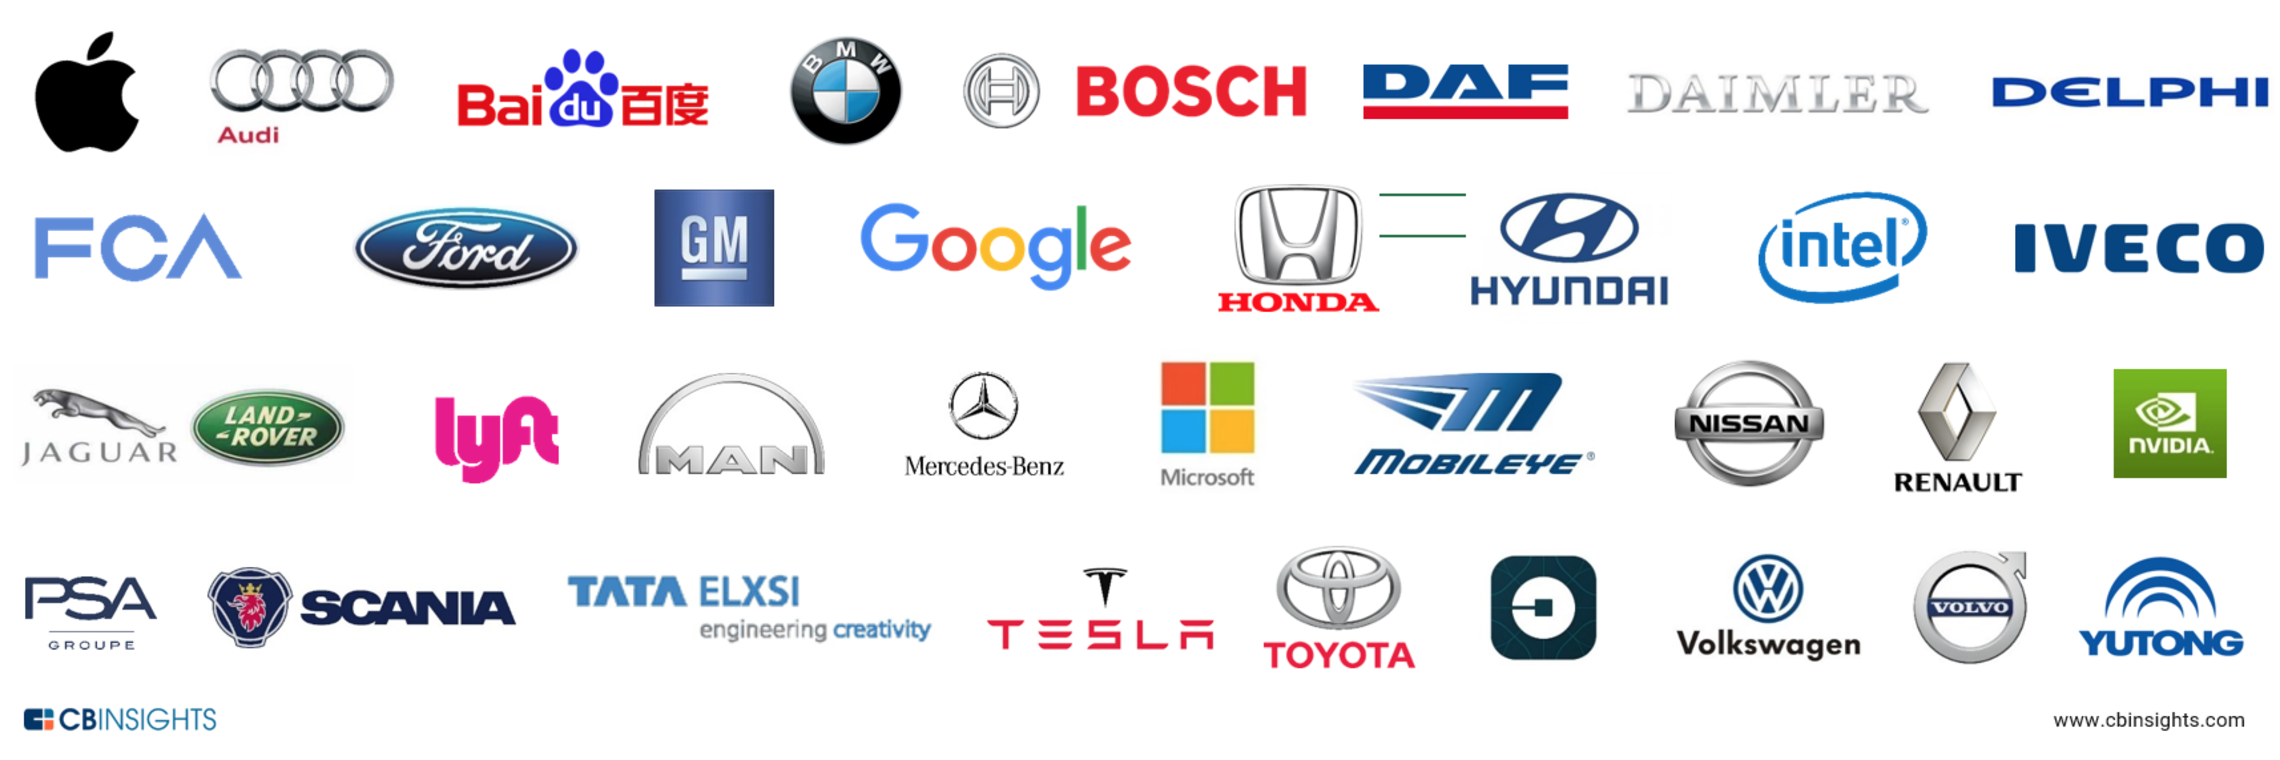 Audi
Bai du 百度
BMW
BOSCH
DAF
DAIMLER
DELPHI
FCA
Ford
GM
Google
HONDA
HYUNDAI
intel®
IVECO
JAGUAR
LAND-
-ROVER
lyft
MAN
Mercedes-Benz
Microsoft
MOBILEYE®
NISSAN
RENAULT
NVIDIA.
PSA
GROUPE
SCANIA
TATA ELXSI
engineering creativity
TESLA
TOYOTA
Volkswagen
VOLVO
YUTONG
CBINSIGHTS
www.cbinsights.com